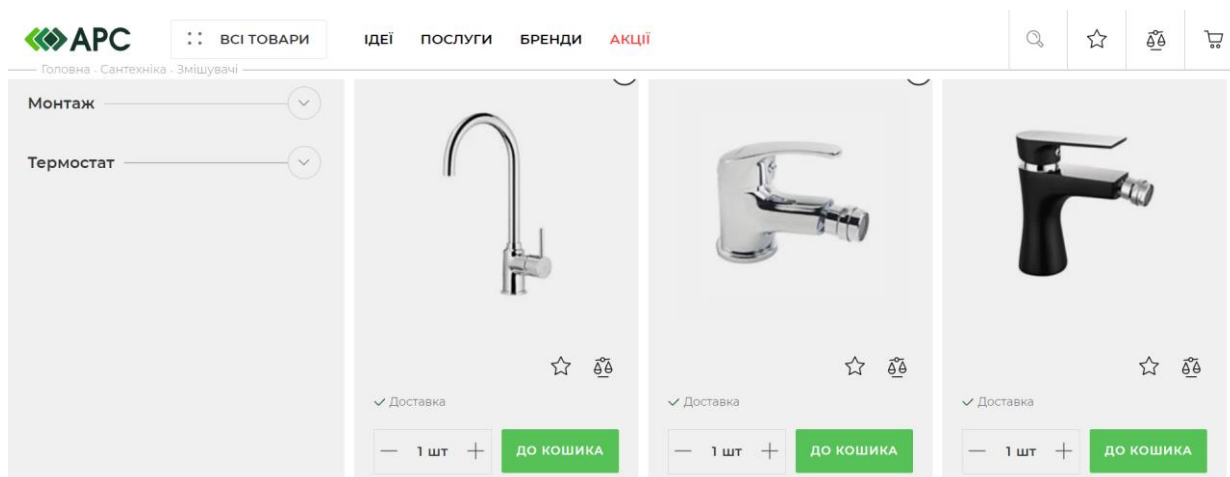 АРС
ВСІ ТОВАРИ
ІДЕЇ
ПОСЛУГИ
БРЕНДИ
АКЦІЇ
Головна - Сантехніка - Змішувачі
Монтаж
Термостат
Доставка
Доставка
Доставка
1 шт
ДО КОШИКА
1 шт
ДО КОШИКА
1 шт
ДО КОШИКА